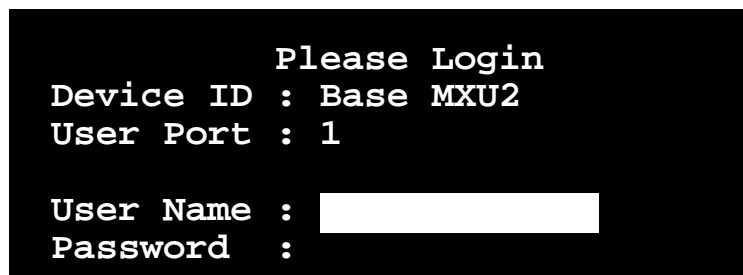 Please Login
Device ID : Base MXU2
User Port : 1
User Name :
Password :